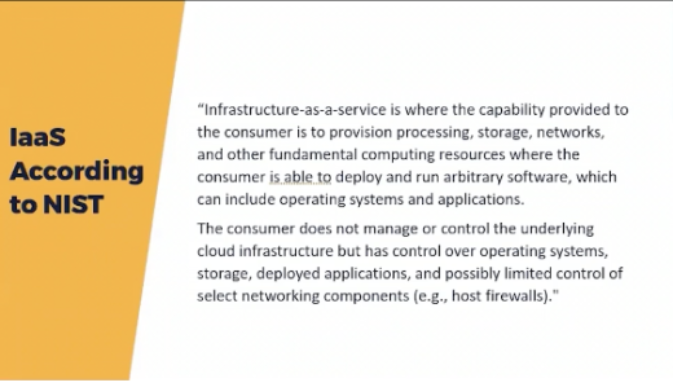 IaaS
According
to NIST
“Infrastructure-as-a-service is where the capability provided to
the consumer is to provision processing, storage, networks,
and other fundamental computing resources where the
consumer is able to deploy and run arbitrary software, which
can include operating systems and applications.
The consumer does not manage or control the underlying
cloud infrastructure but has control over operating systems,
storage, deployed applications, and possibly limited control of
select networking components (e.g., host firewalls)."